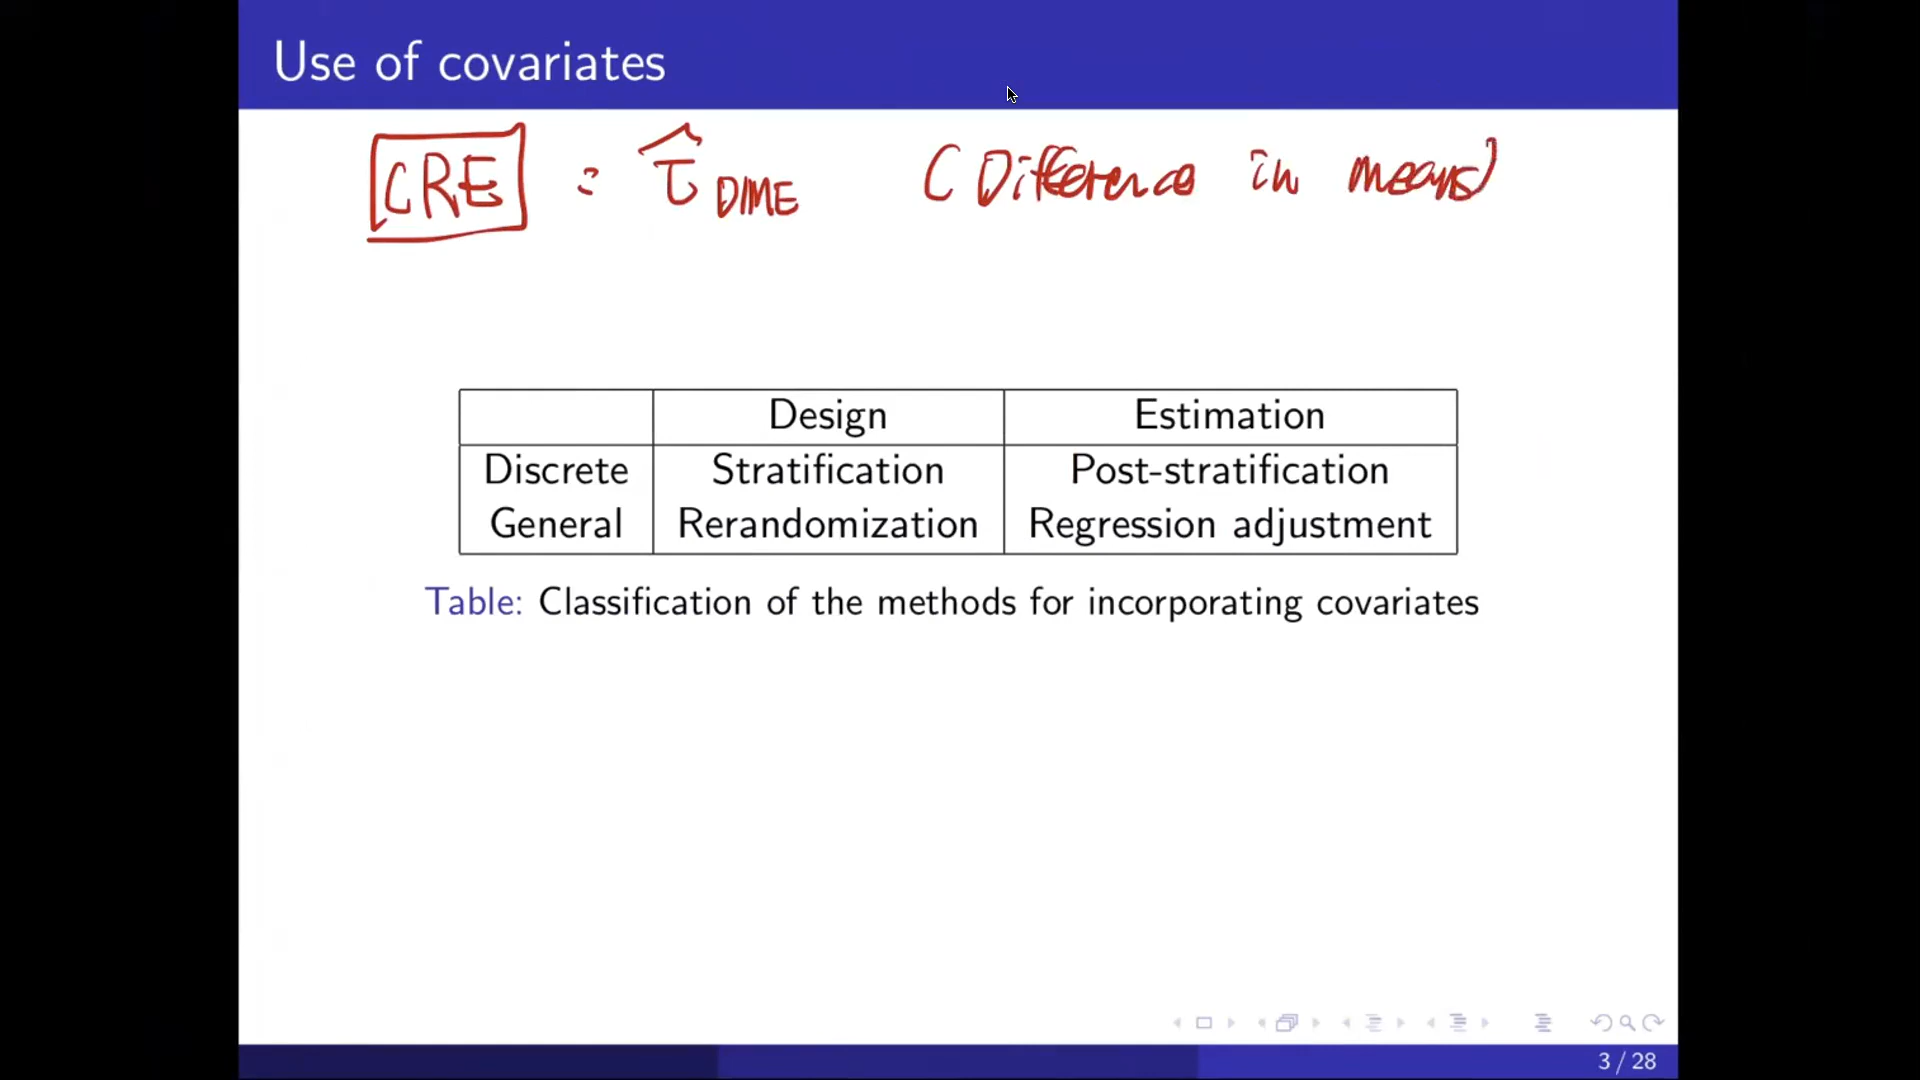 Use of covariates
CRE : τ̂ DIME (Difference in means)
Design Estimation
Discrete Stratification Post-stratification
General Rerandomization Regression adjustment
Table: Classification of the methods for incorporating covariates
3 / 28